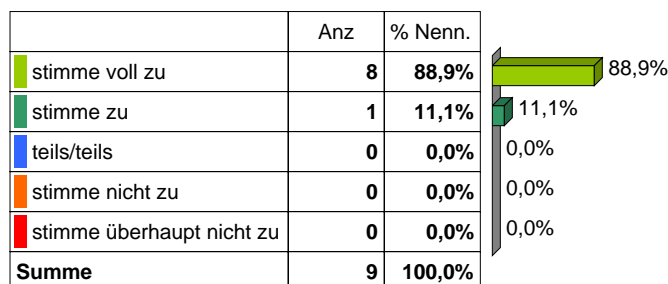 Anz % Nenn.
stimme voll zu 8 88,9% 88,9%
stimme zu 1 11,1% 11,1%
teils/teils 0 0,0% 0,0%
stimme nicht zu 0 0,0% 0,0%
stimme überhaupt nicht zu 0 0,0% 0,0%
Summe 9 100,0%